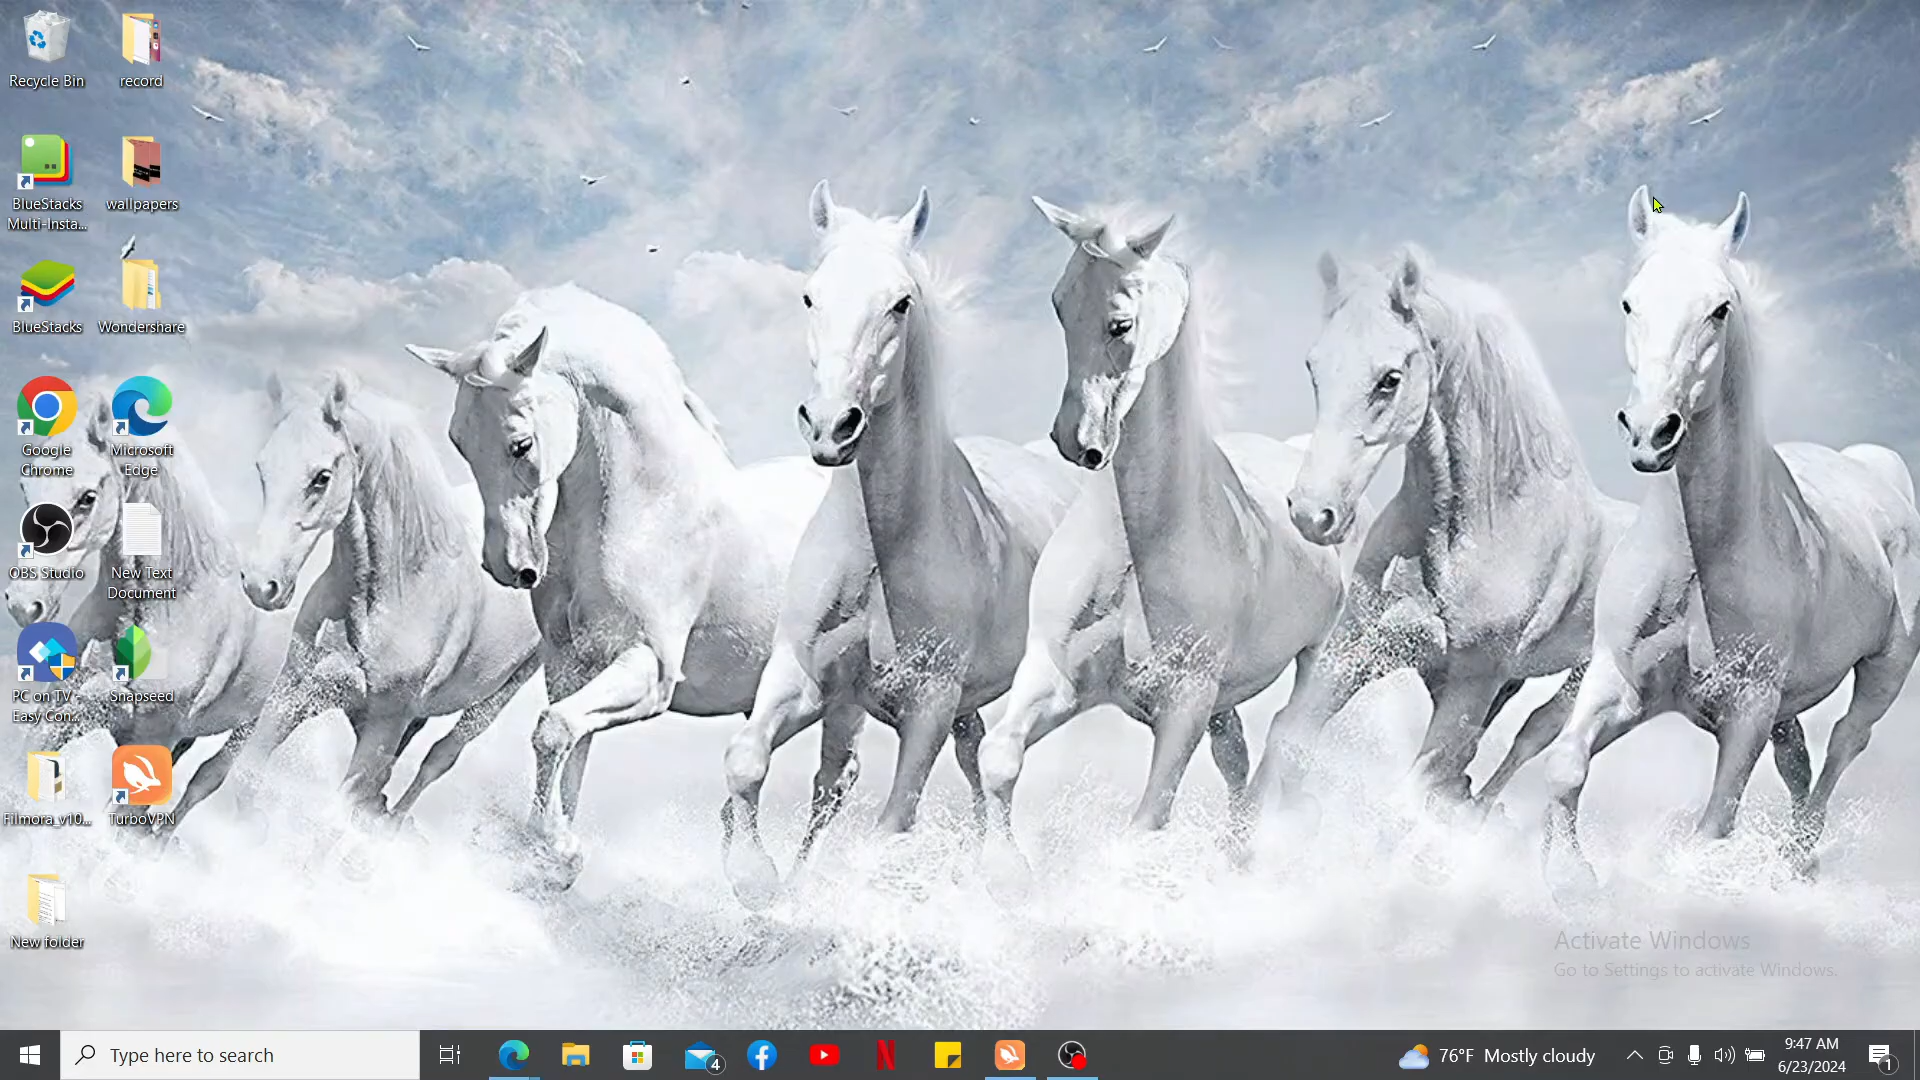 Recycle Bin
record
BlueStacks
Multi-Insta...
wallpapers
BlueStacks
Wondershare
Google
Chrome
Microsoft
Edge
OBS Studio
New Text
Document
PC on TV -
Easy Con...
Snapseed
Filmora_v10...
TurboVPN
New folder
Activate Windows
Go to Settings to activate Windows.
Type here to search
4
76°F Mostly cloudy
9:47 AM
6/23/2024
1